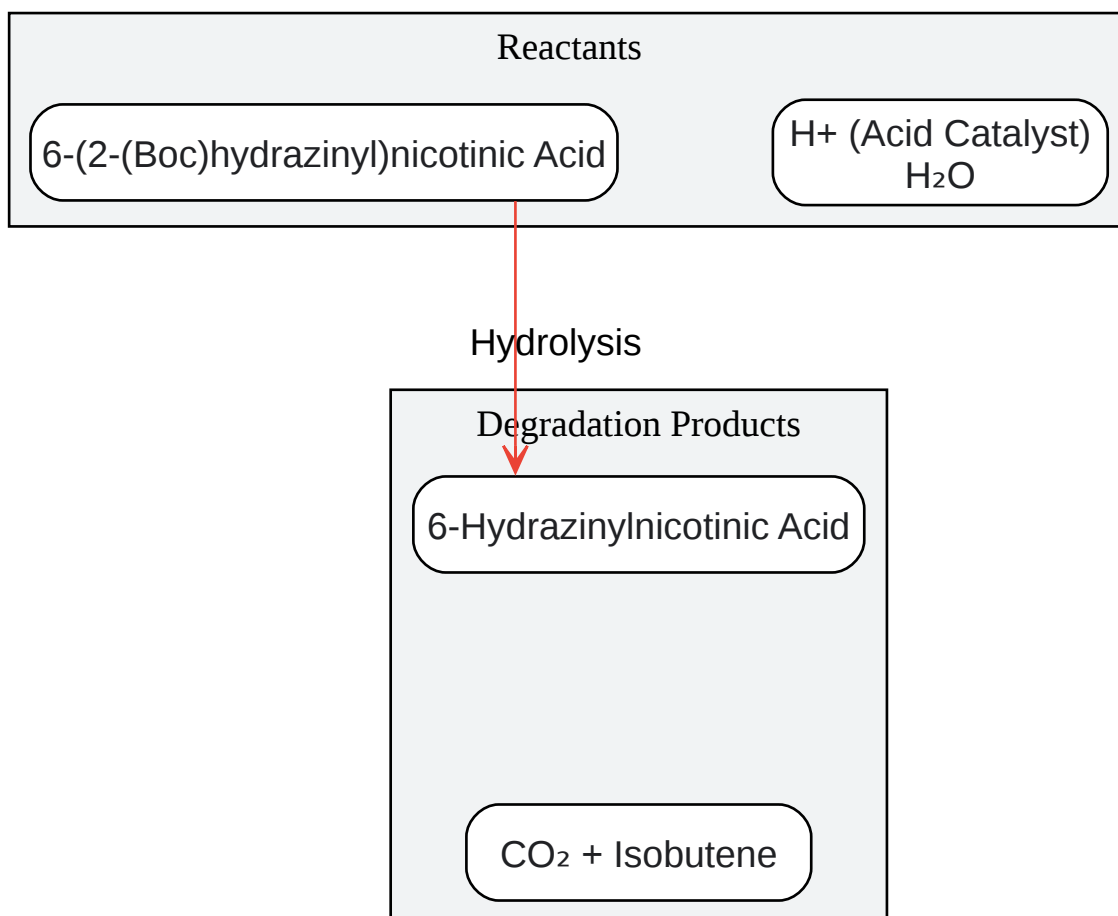 Reactants
6-(2-(Boc)hydrazinyl)nicotinic Acid
H+ (Acid Catalyst)
H₂O
Hydrolysis
Degradation Products
6-Hydrazinylnicotinic Acid
CO₂ + Isobutene